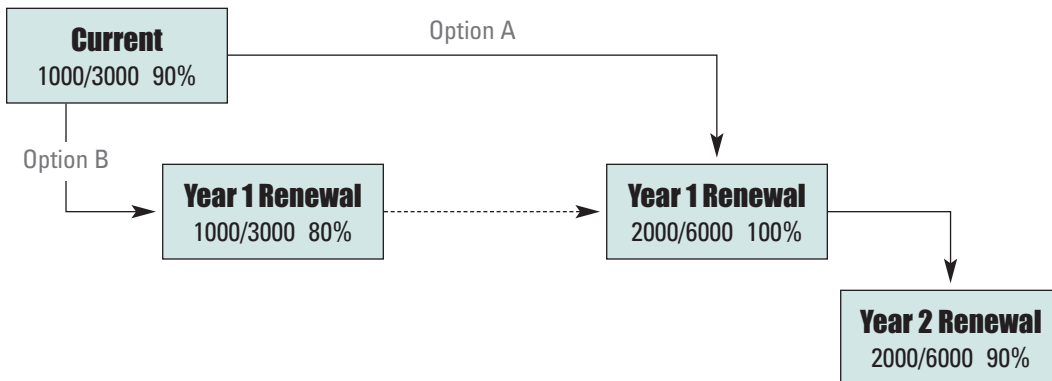 Current
1000/3000 90%
Option A
Option B
Year 1 Renewal
1000/3000 80%
Year 1 Renewal
2000/6000 100%
Year 2 Renewal
2000/6000 90%